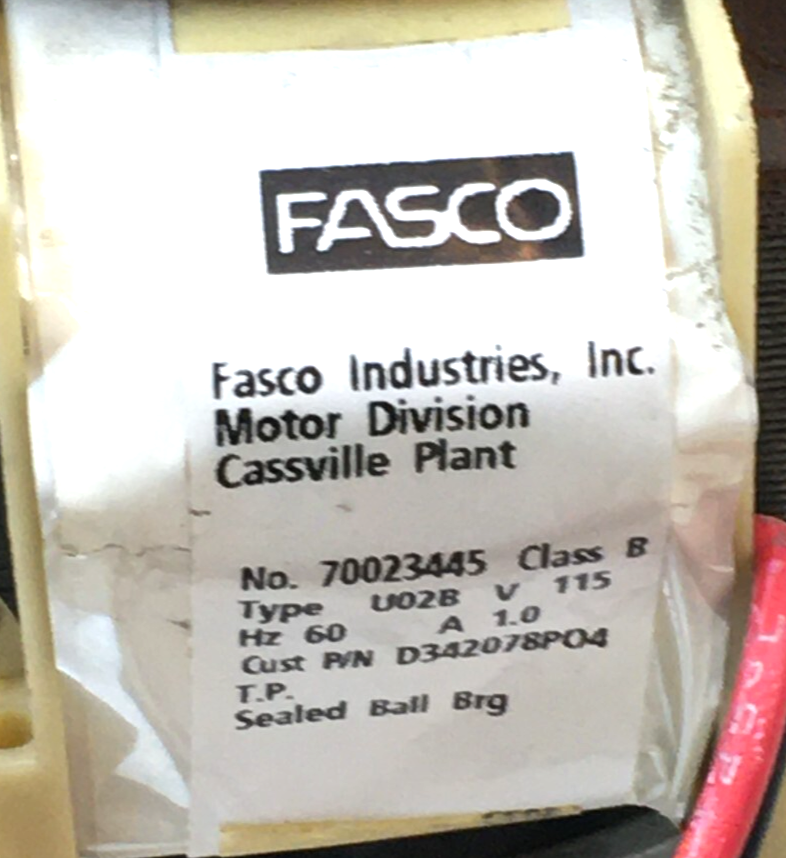 FASCO
Fasco Industries, Inc.
Motor Division
Cassville Plant
No. 70023445 Class B
Type U02B V 115
Hz 60 A 1.0
Cust P/N D342078P04
T.P.
Sealed Ball Brg